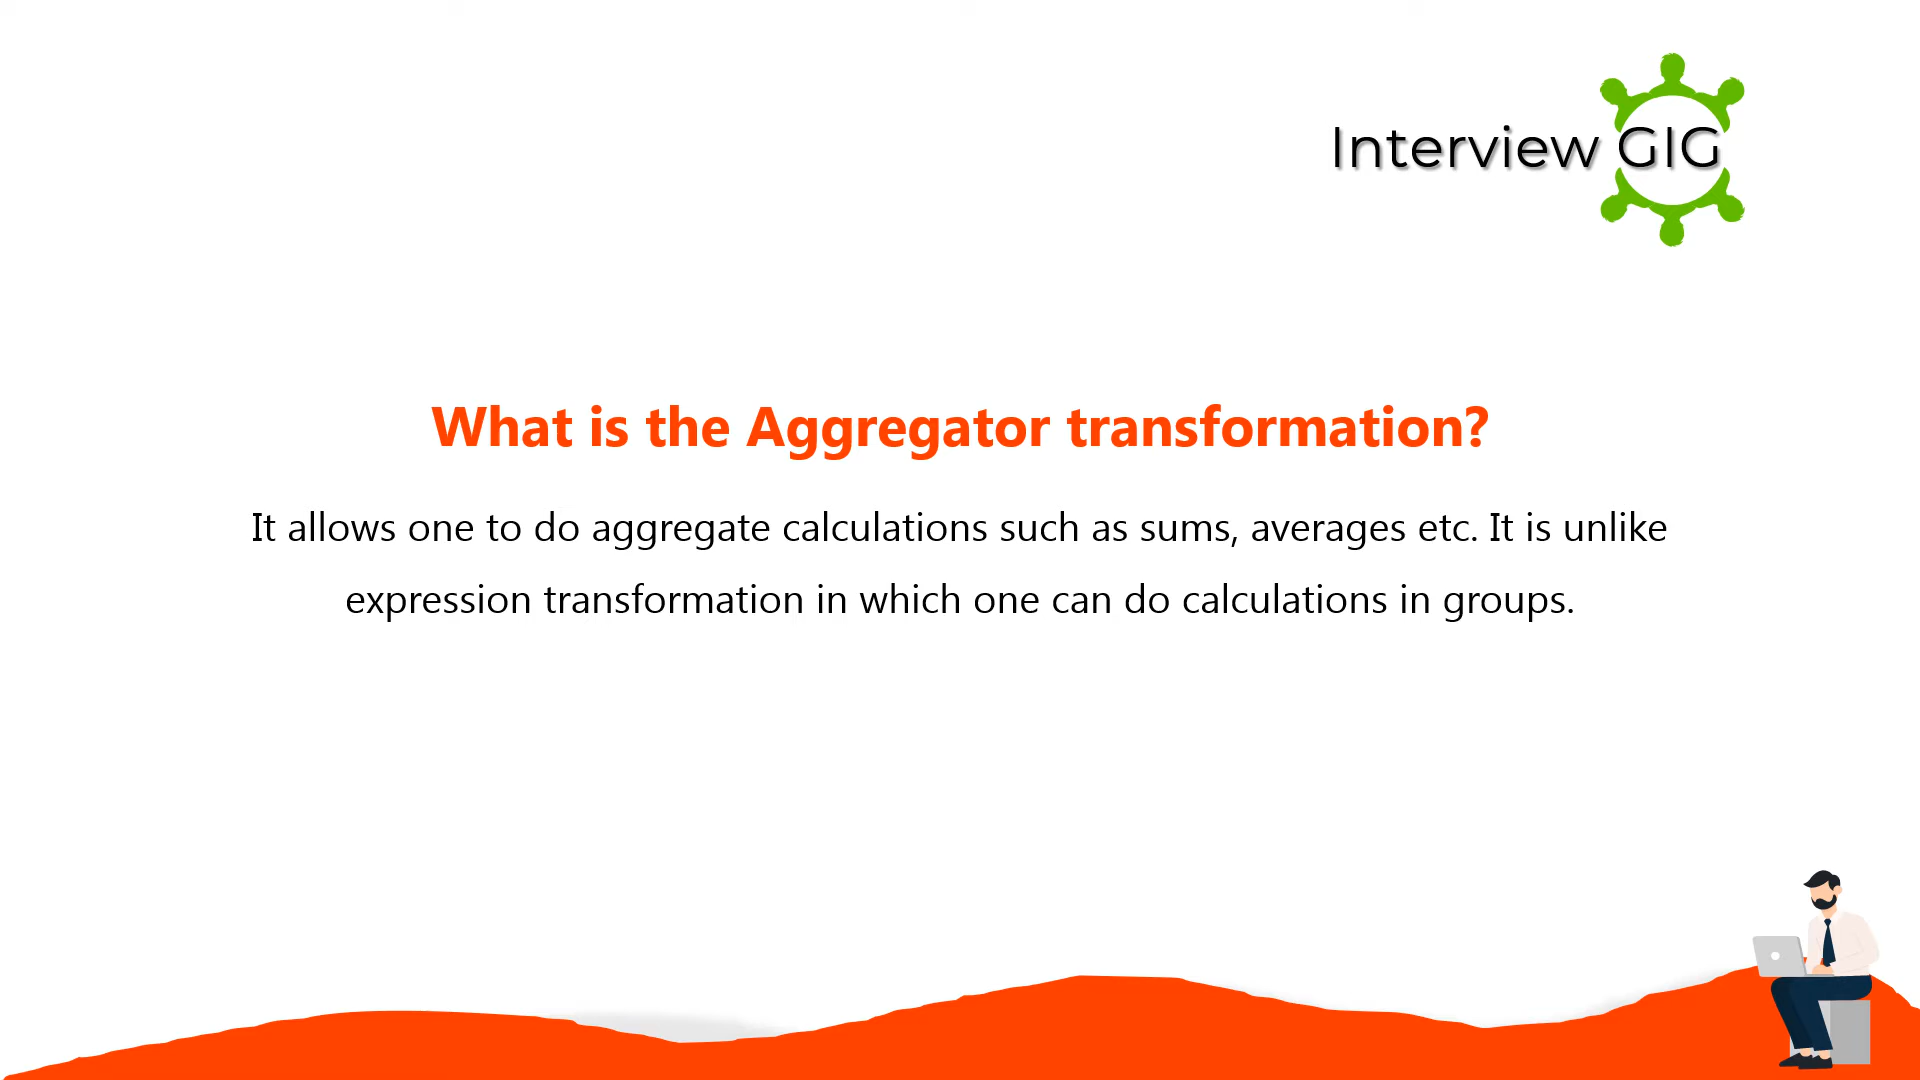 Interview GIG
What is the Aggregator transformation?
It allows one to do aggregate calculations such as sums, averages etc. It is unlike
expression transformation in which one can do calculations in groups.